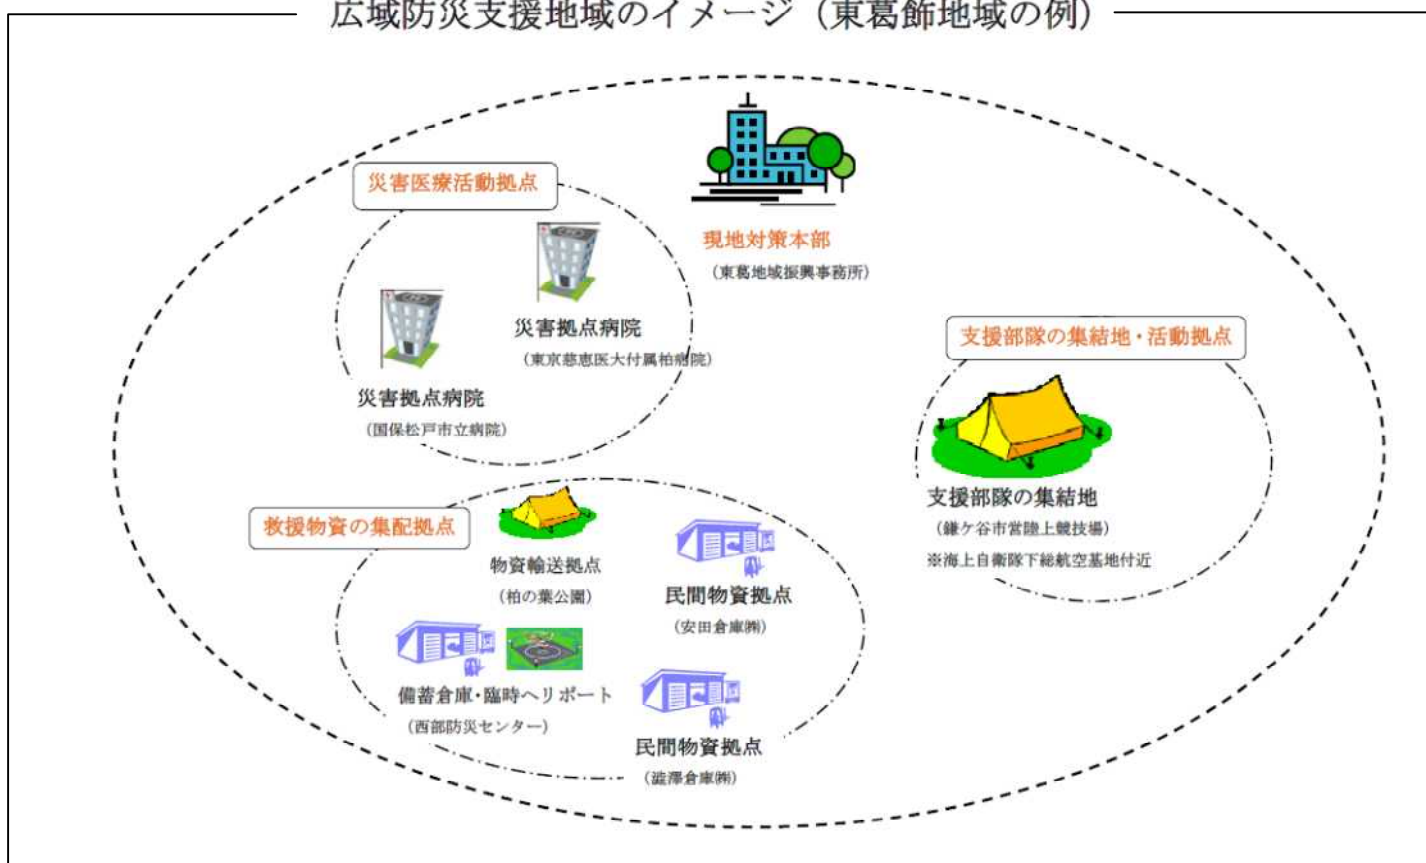 広域防災支援地域のイメージ（東葛飾地域の例）
災害医療活動拠点
現地対策本部
（東葛地域振興事務所）
災害拠点病院
（東京慈恵医大付属柏病院）
災害拠点病院
（国保松戸市立病院）
支援部隊の集結地・活動拠点
支援部隊の集結地
（鎌ケ谷市営陸上競技場）
※海上自衛隊下総航空基地付近
救援物資の集配拠点
物資輸送拠点
（柏の葉公園）
民間物資拠点
（安田倉庫㈱）
備蓄倉庫・臨時ヘリポート
（西部防災センター）
民間物資拠点
（澁澤倉庫㈱）